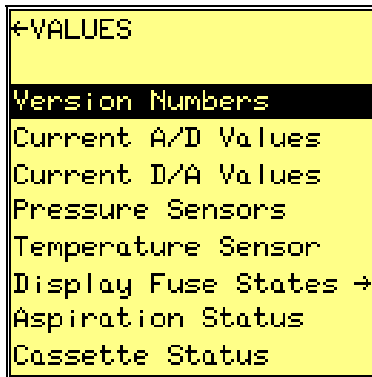 ←VALUES
Version Numbers
Current A/D Values
Current D/A Values
Pressure Sensors
Temperature Sensor
Display Fuse States →
Aspiration Status
Cassette Status